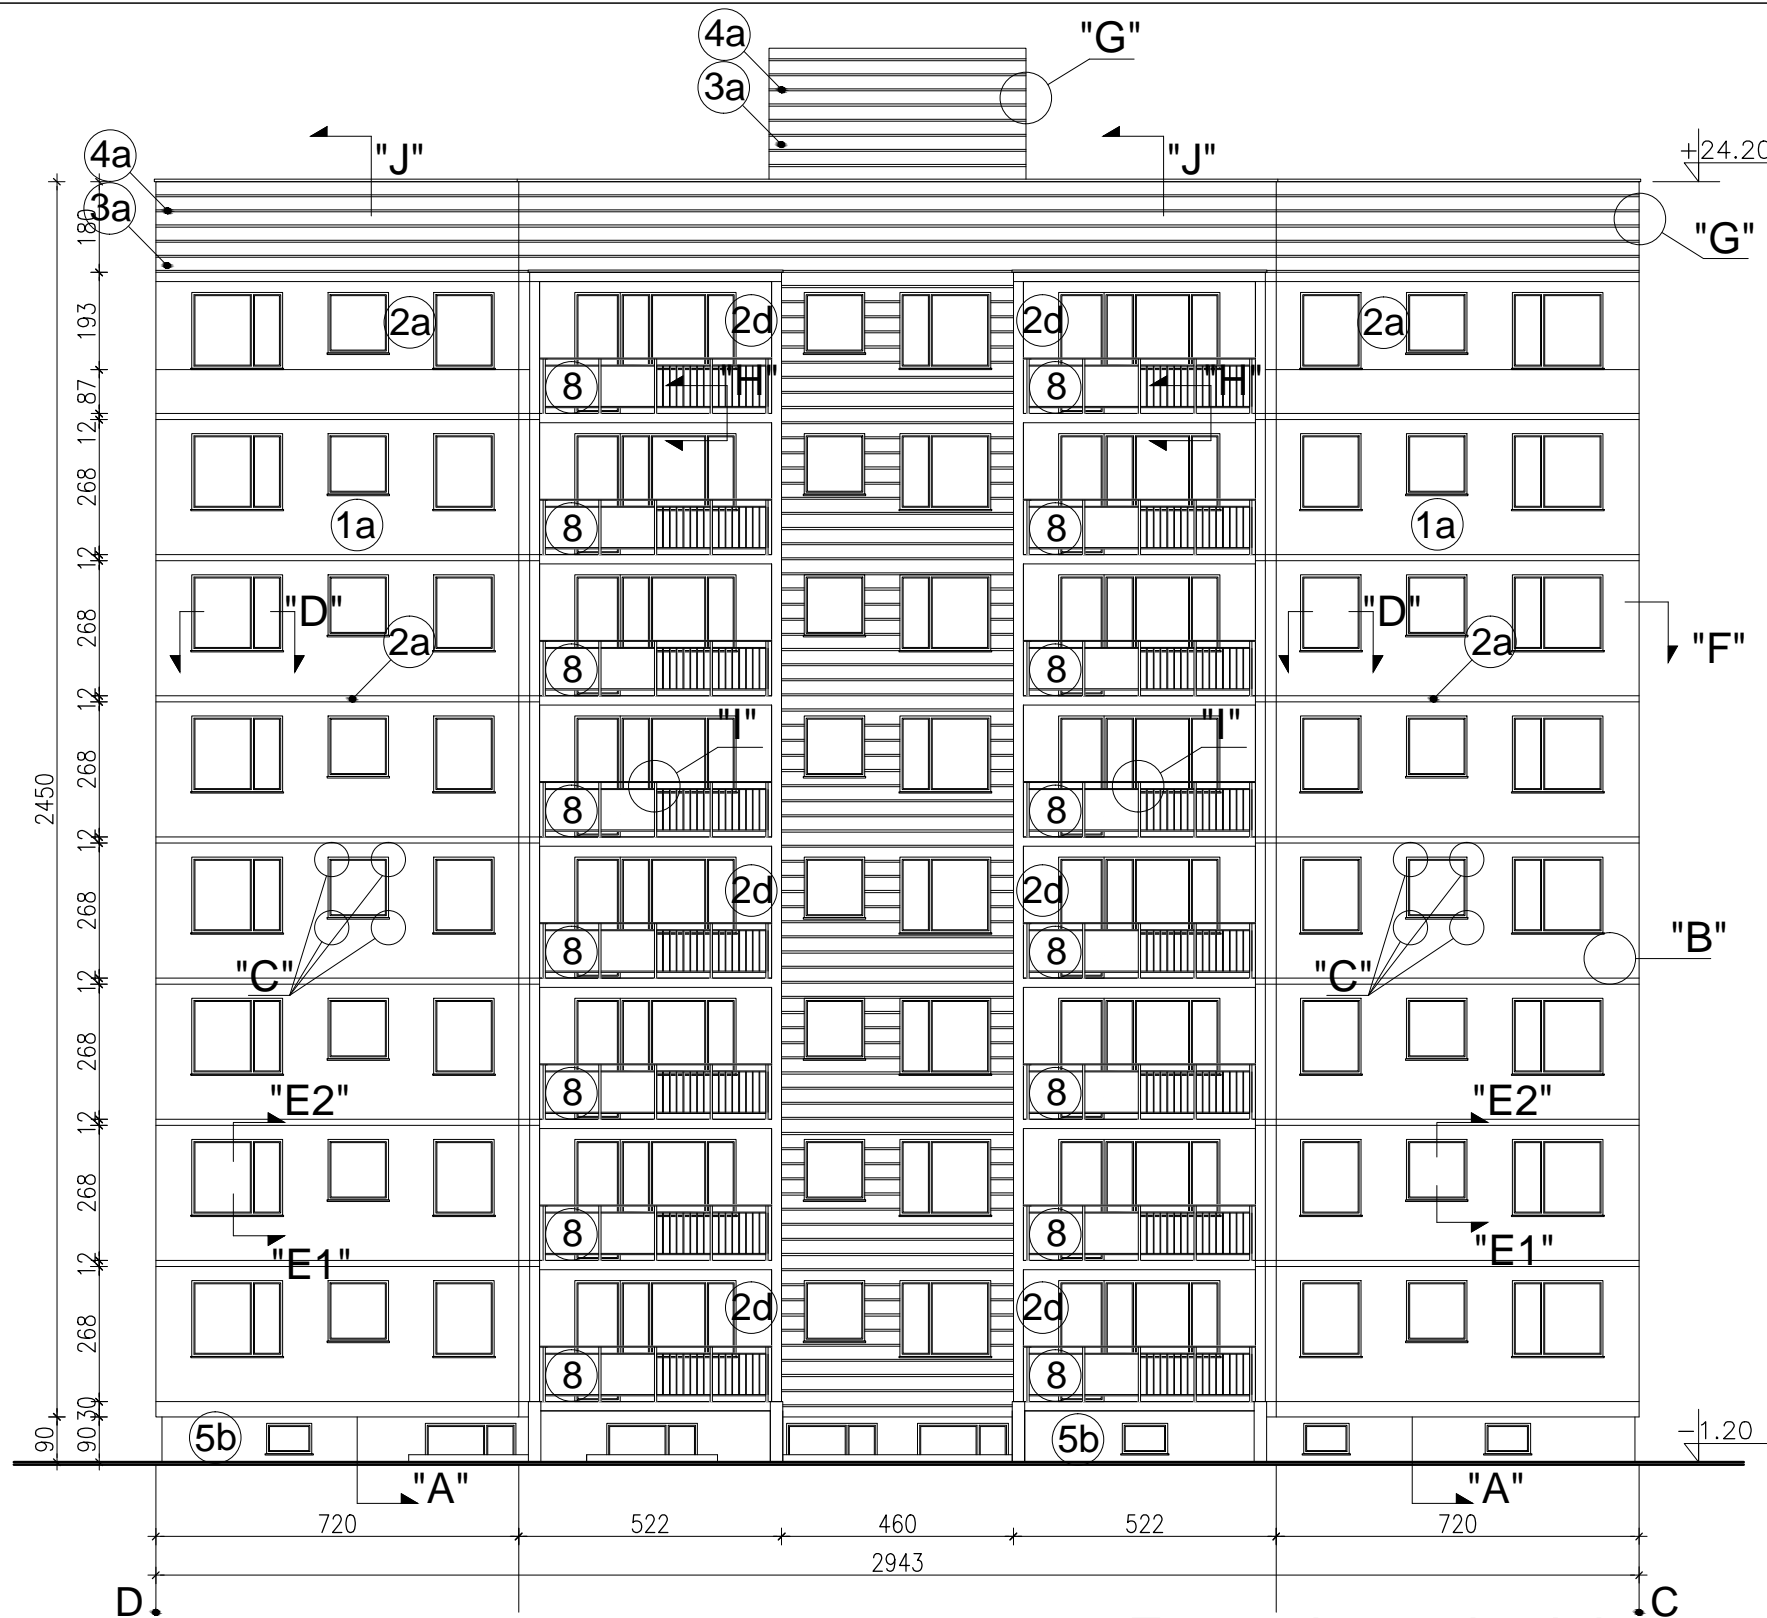 4a
"G"
3a
"J"
"J"
+24.20
4a
3a
"G"
180
193
2a
2d
2d
2a
87
8
"H"
8
"H"
12
268
8
8
1a
1a
12
268
"D"
"D"
2a
2a
"F"
8
8
12
268
"I"
"I"
2450
8
8
12
268
2d
2d
"B"
"C"
8
8
"C"
12
268
"E2"
8
8
"E2"
12
268
"E1"
8
8
"E1"
12
268
2d
2d
8
8
30
90
90
5b
5b
-1.20
"A"
"A"
720
522
460
522
720
2943
D
C